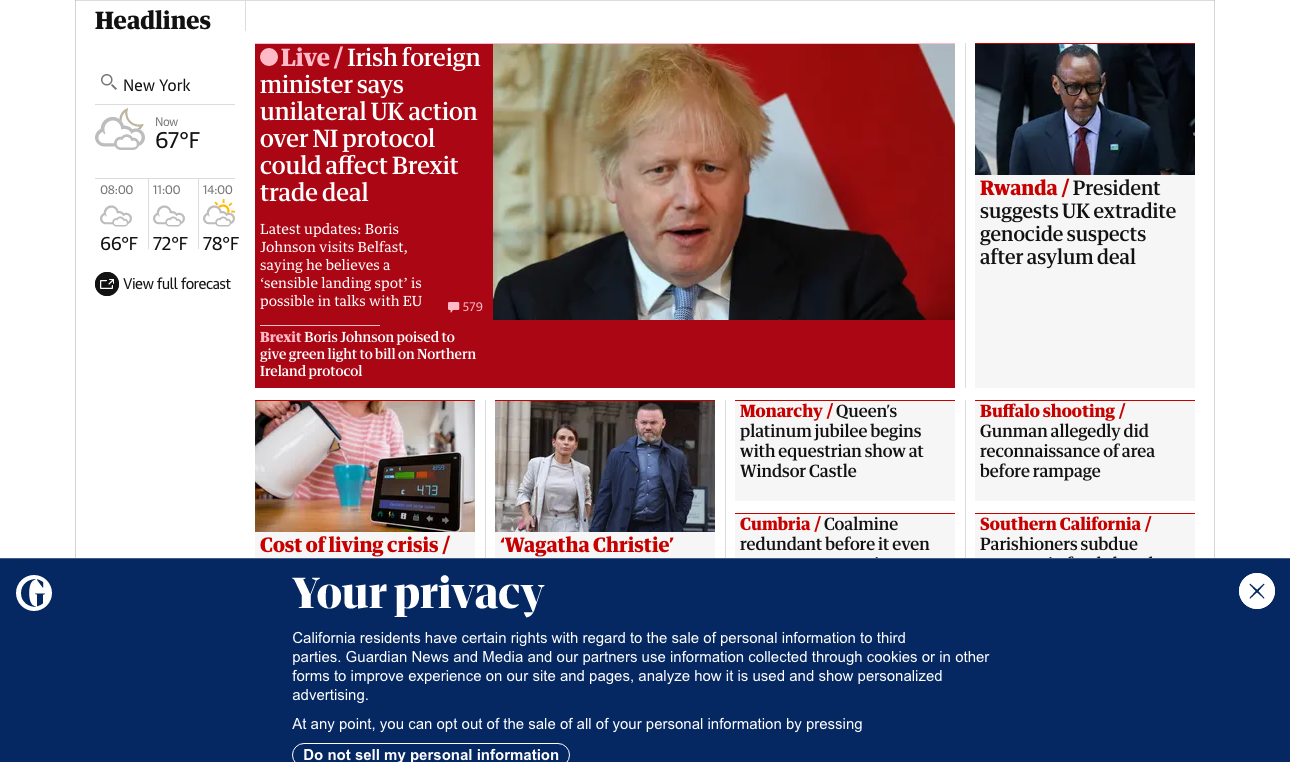 Headlines
New York
Now
67°F
08:00
11:00
14:00
66°F
72°F
78°F
View full forecast
Live / Irish foreign
minister says
unilateral UK action
over NI protocol
could affect Brexit
trade deal
Latest updates: Boris
Johnson visits Belfast,
saying he believes a
‘sensible landing spot’ is
possible in talks with EU
579
Brexit Boris Johnson poised to
give green light to bill on Northern
Ireland protocol
Rwanda / President
suggests UK extradite
genocide suspects
after asylum deal
473
Cost of living crisis /
‘Wagatha Christie’
Monarchy / Queen’s
platinum jubilee begins
with equestrian show at
Windsor Castle
Cumbria / Coalmine
redundant before it even
Buffalo shooting /
Gunman allegedly did
reconnaissance of area
before rampage
Southern California /
Parishioners subdue
Your privacy
California residents have certain rights with regard to the sale of personal information to third
parties. Guardian News and Media and our partners use information collected through cookies or in other
forms to improve experience on our site and pages, analyze how it is used and show personalized
advertising.
At any point, you can opt out of the sale of all of your personal information by pressing
Do not sell my personal information